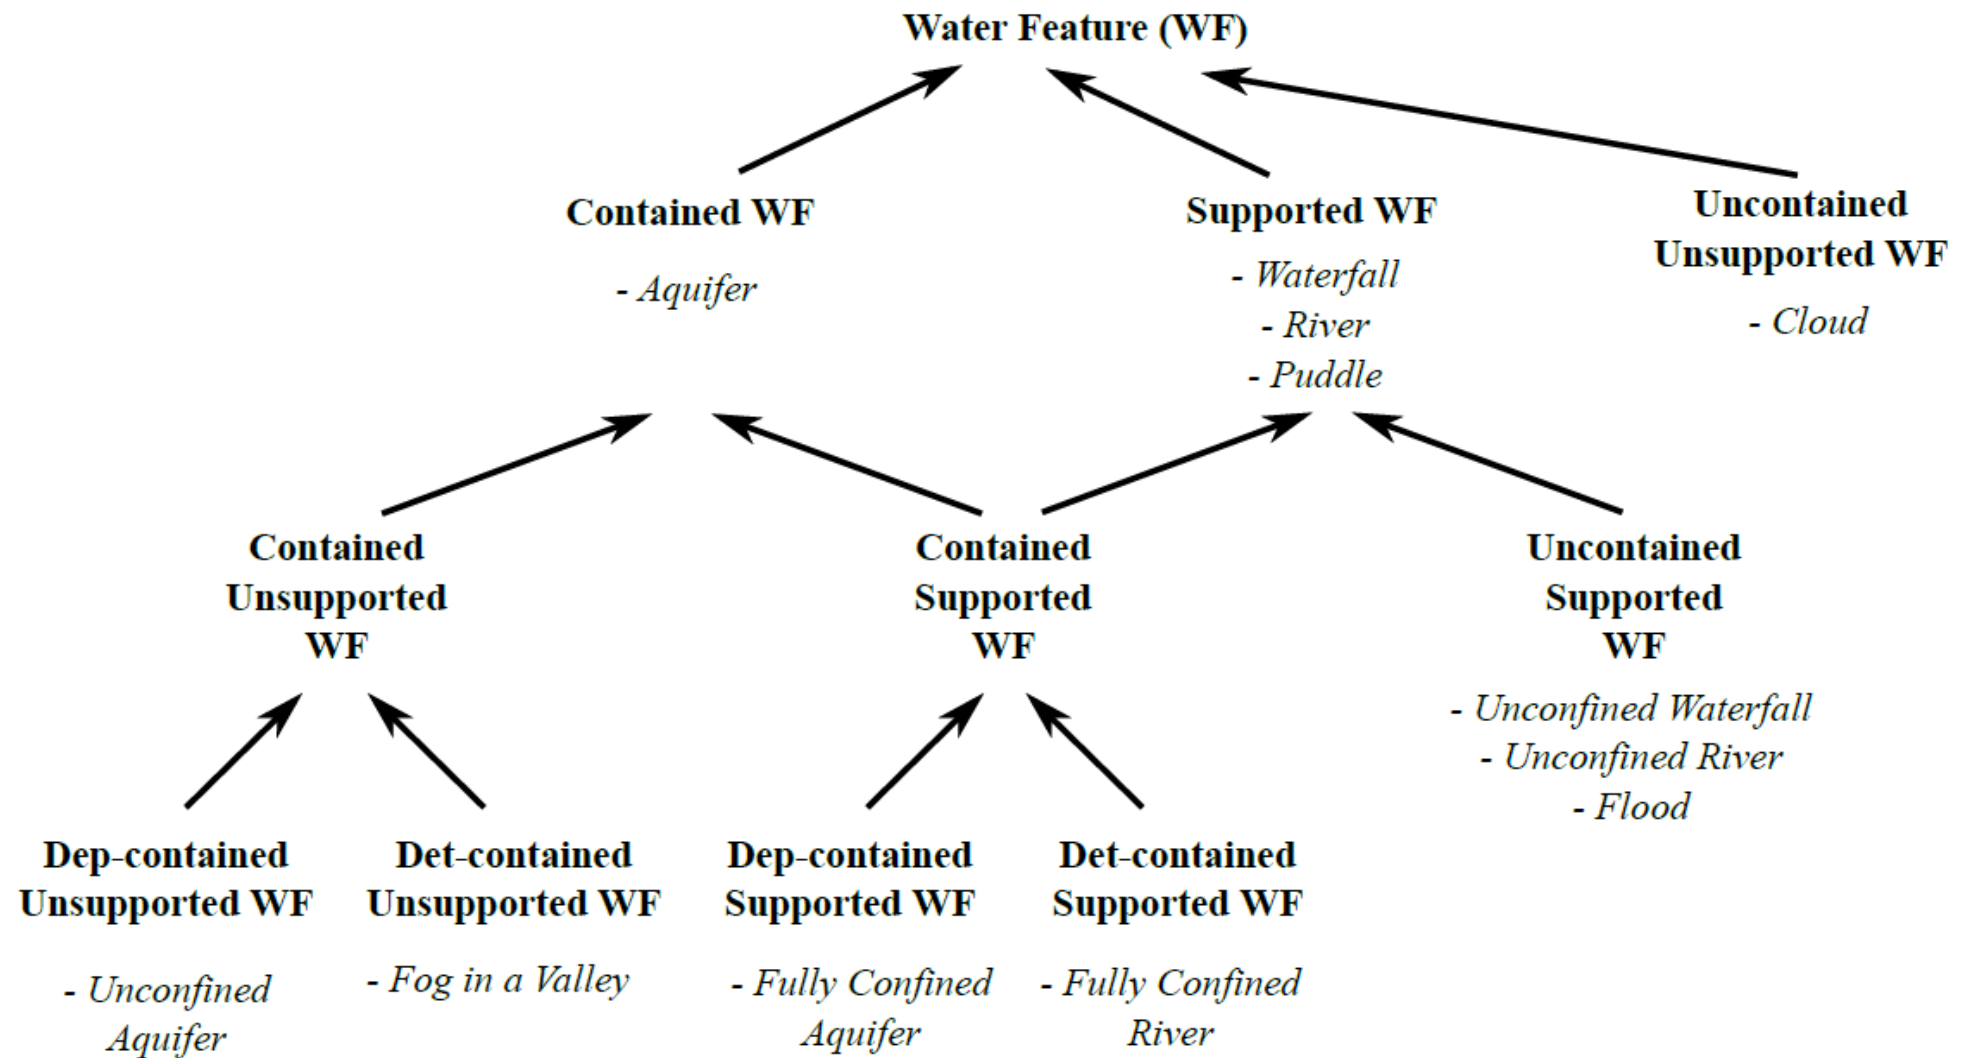 Water Feature (WF)
Contained WF
- Aquifer
Supported WF
- Waterfall
- River
- Puddle
Uncontained
Unsupported WF
- Cloud
Contained
Unsupported
WF
Contained
Supported
WF
Uncontained
Supported
WF
- Unconfined Waterfall
- Unconfined River
- Flood
Dep-contained
Unsupported WF
- Unconfined
Aquifer
Det-contained
Unsupported WF
- Fog in a Valley
Dep-contained
Supported WF
- Fully Confined
Aquifer
Det-contained
Supported WF
- Fully Confined
River